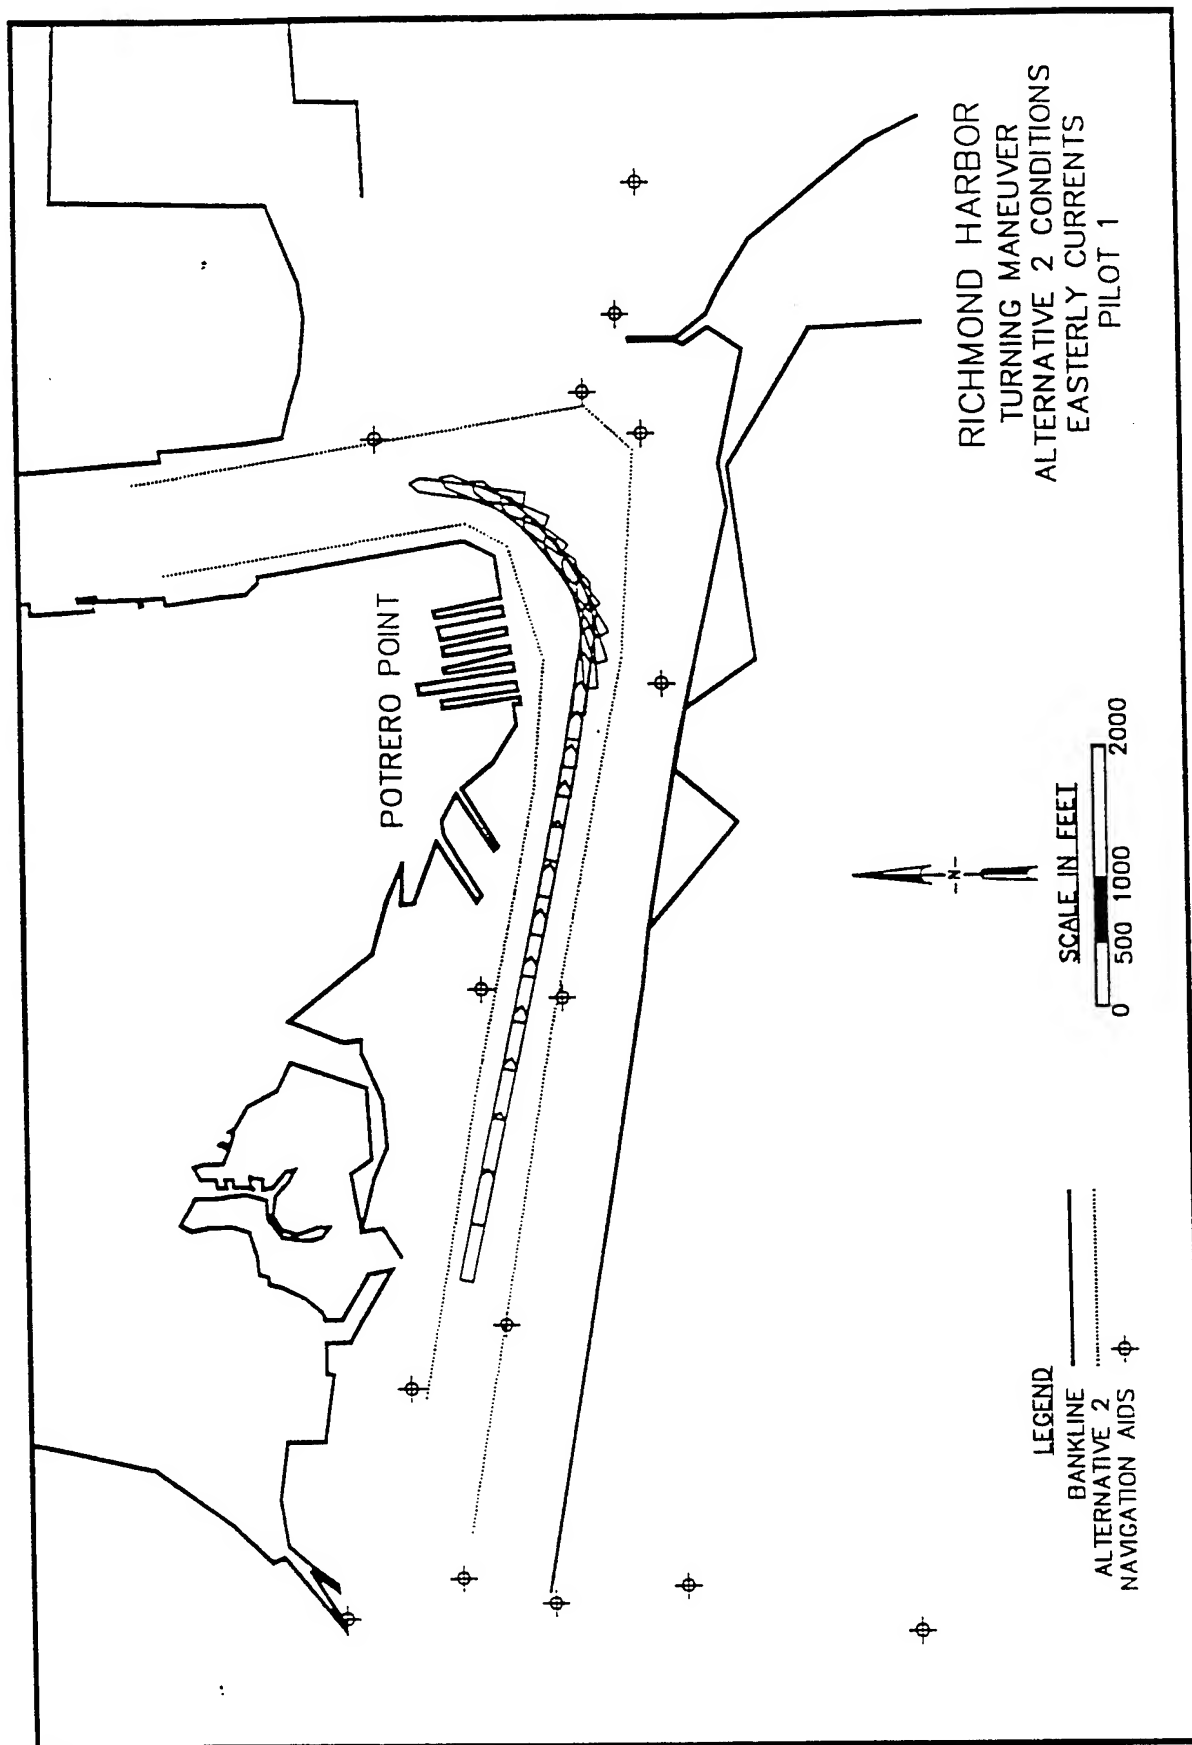 POTRERO POINT
RICHMOND HARBOR
TURNING MANEUVER
ALTERNATIVE 2 CONDITIONS
EASTERLY CURRENTS
PILOT 1
-N-
SCALE IN FEET
0 500 1000 2000
LEGEND
BANKLINE
ALTERNATIVE 2
NAVIGATION AIDS